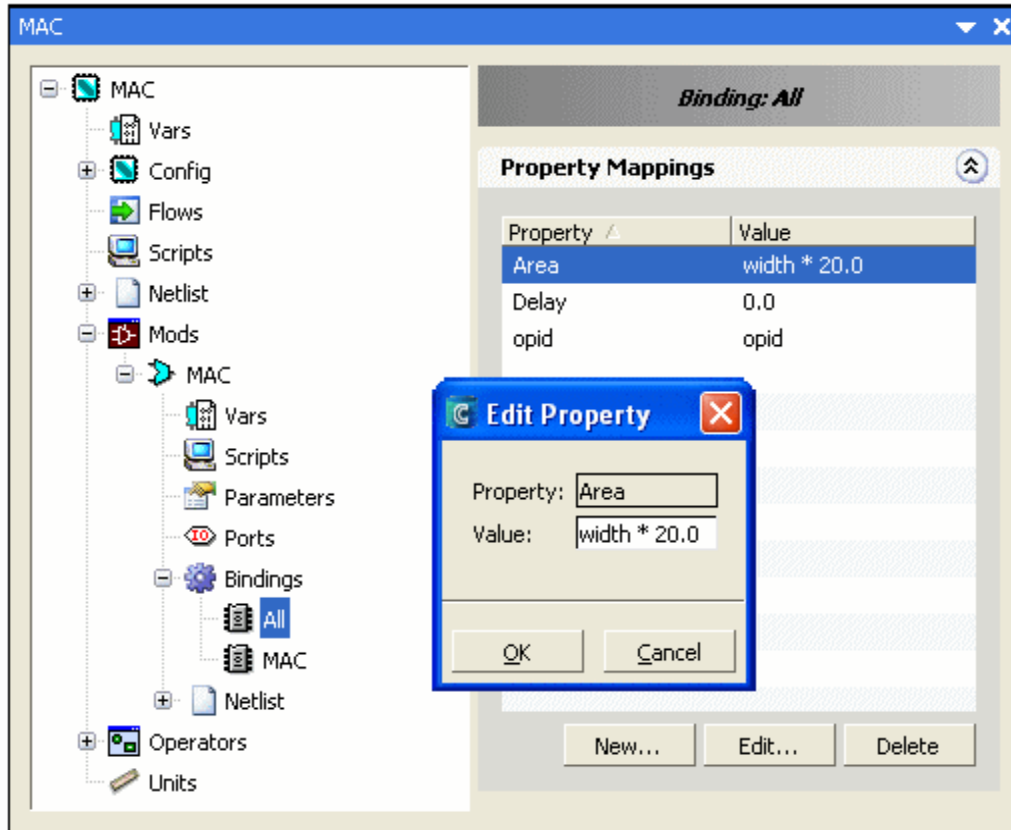 MAC
MAC
Vars
Config
Flows
Scripts
Netlist
Mods
MAC
Vars
Scripts
Parameters
IO Ports
Bindings
All
MAC
Netlist
Operators
Units
Binding: All
Property Mappings
Property Value
Area width * 20.0
Delay 0.0
opid opid
C Edit Property
Property: Area
Value: width * 20.0
OK Cancel
New... Edit... Delete